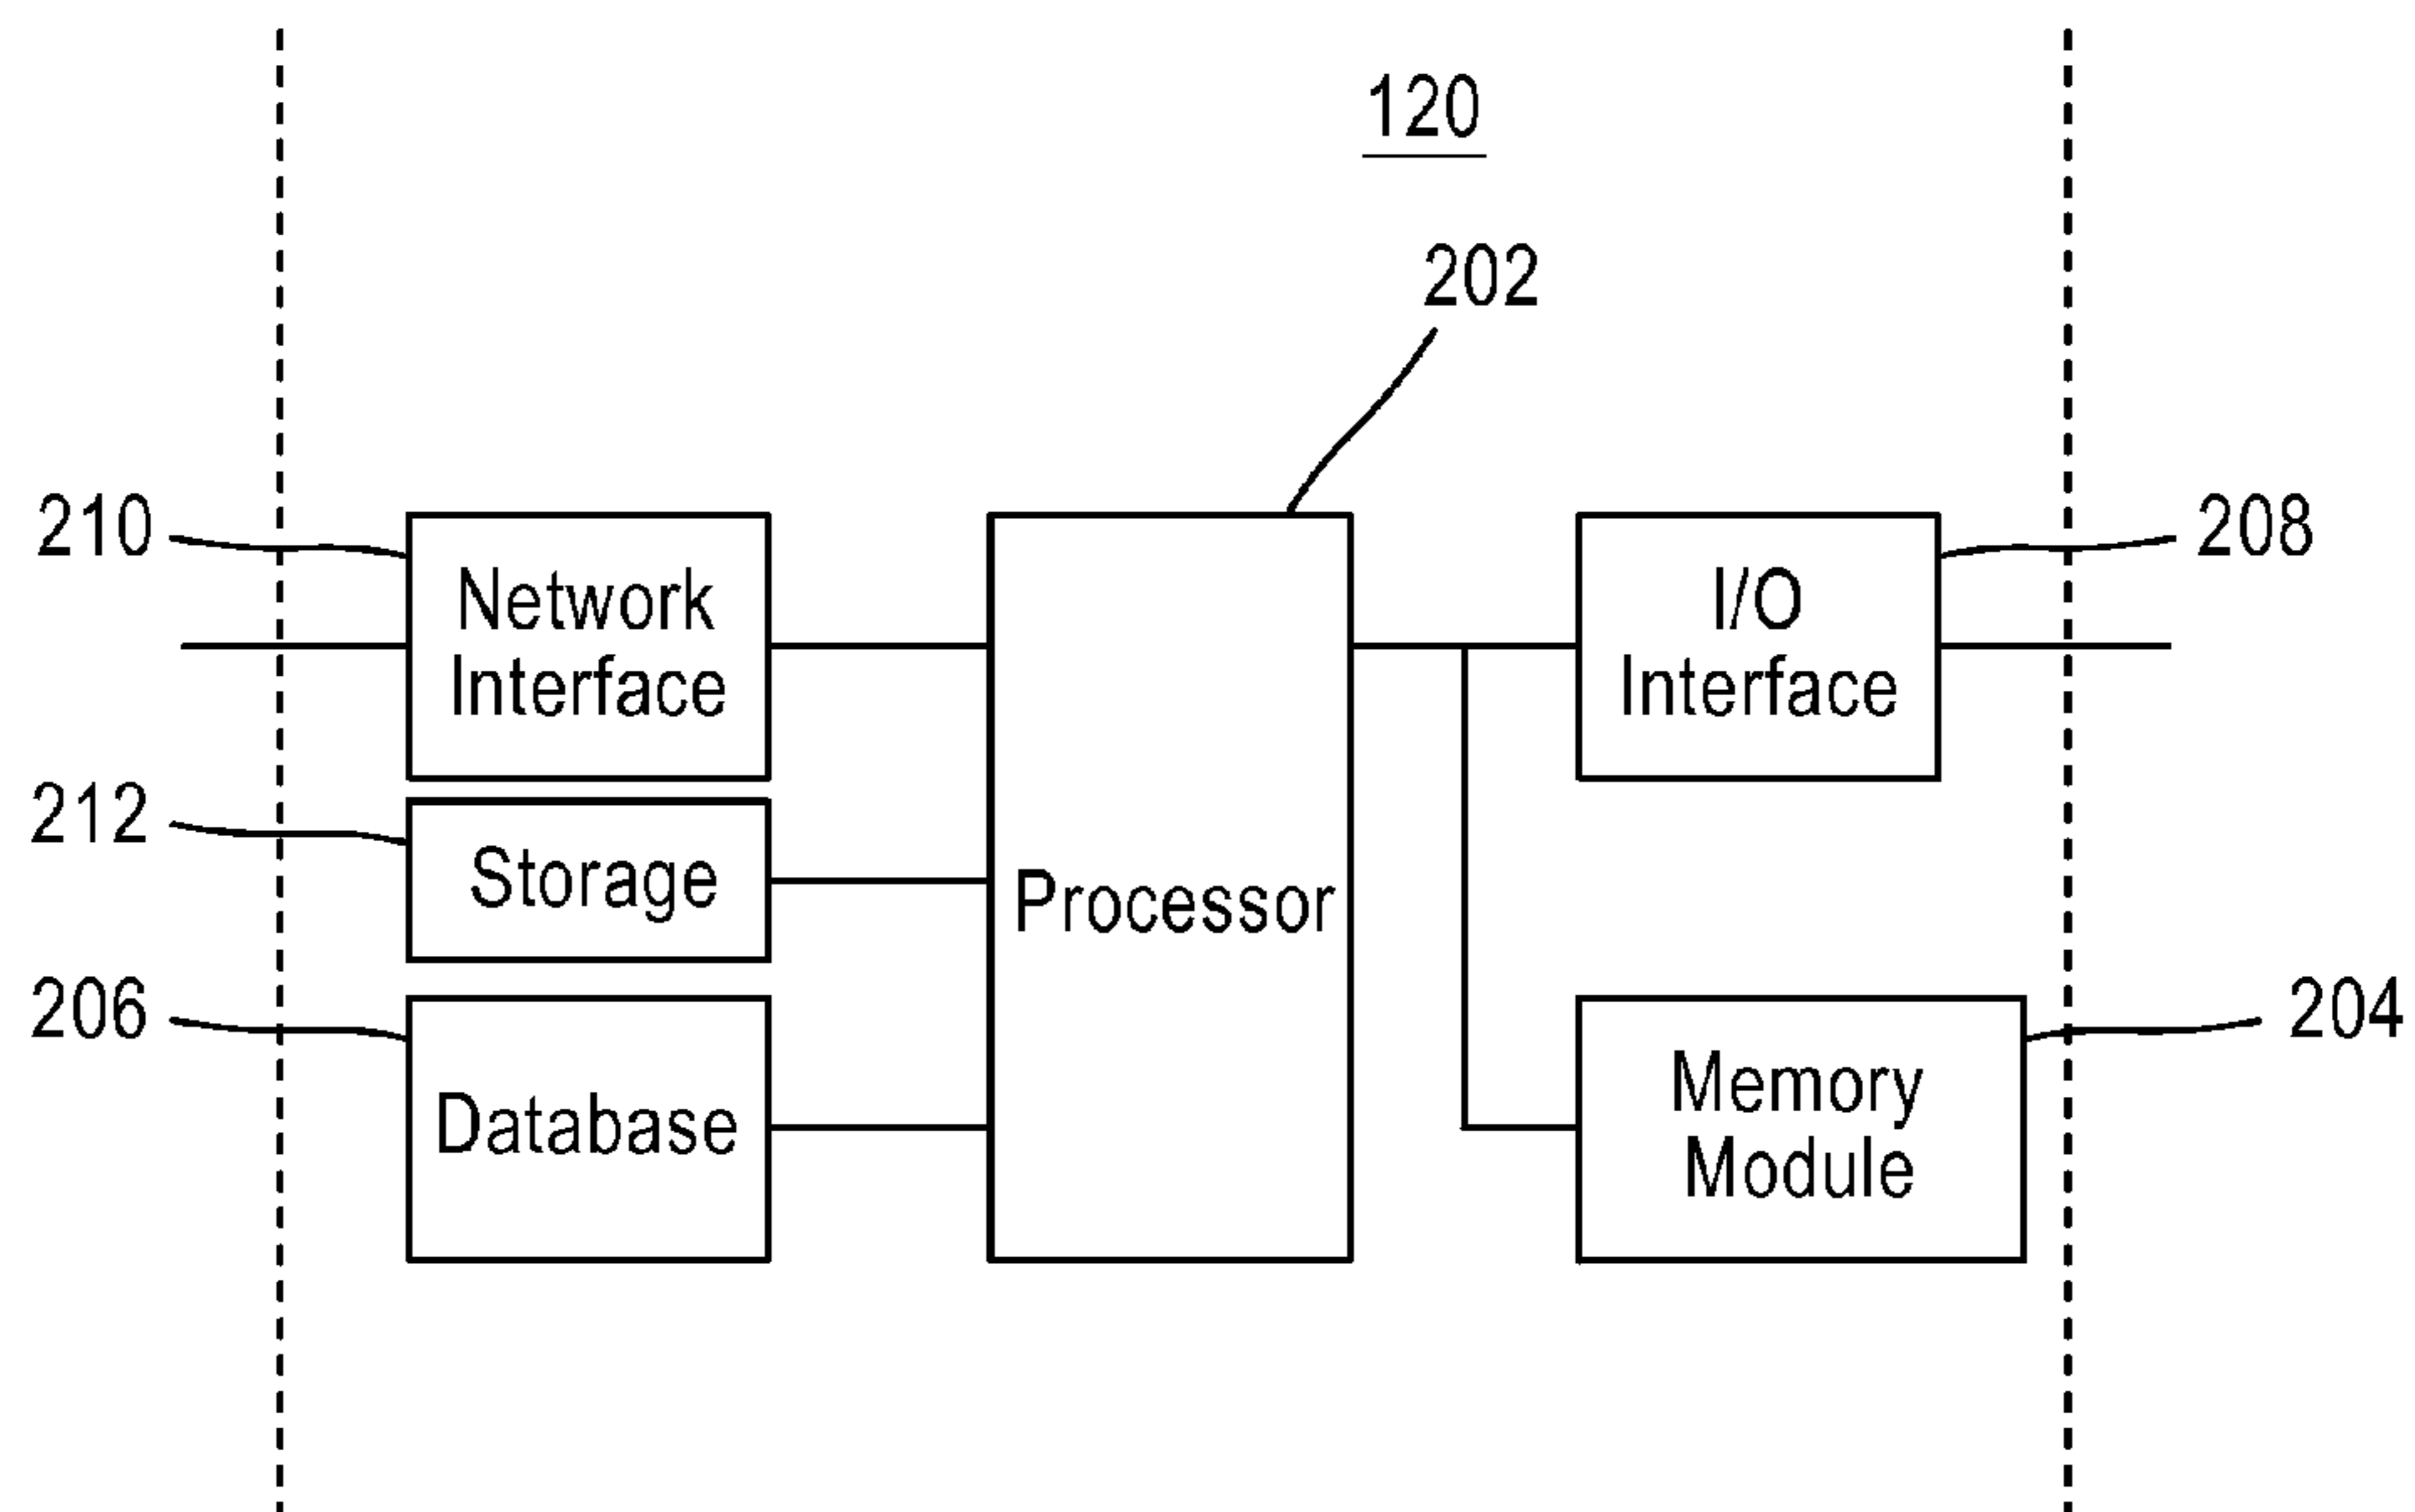 120
202
210
Network
Interface
I/O
Interface
208
212
Storage
Processor
206
Database
Memory
Module
204